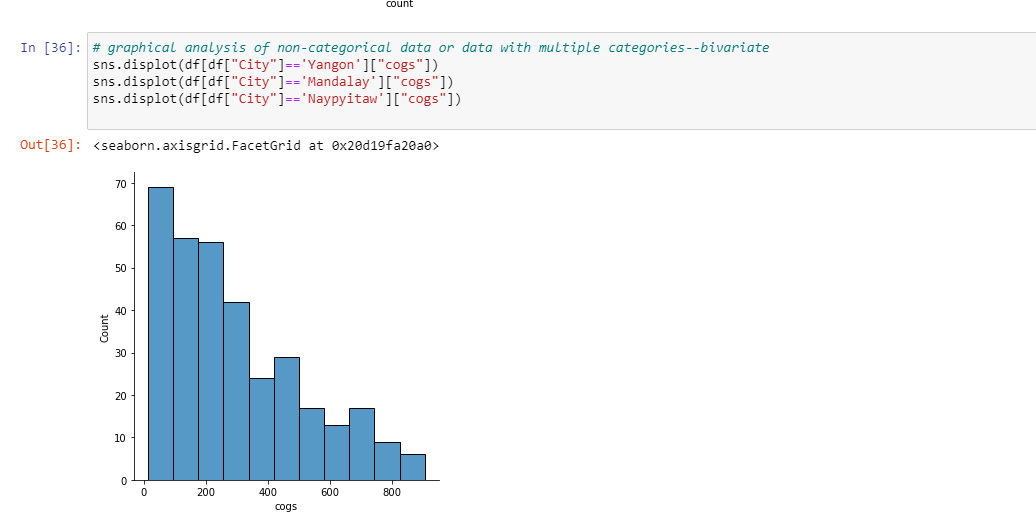 count
In [36]: # graphical analysis of non-categorical data or data with multiple categories--bivariate
sns.displot(df[df["City"]=='Yangon']["cogs"])
sns.displot(df[df["City"]=='Mandalay']["cogs"])
sns.displot(df[df["City"]=='Naypyitaw']["cogs"])
Out[36]: <seaborn.axisgrid.FacetGrid at 0x20d19fa20a0>
70
60
50
40
30
20
10
0
Count
0 200 400 600 800
cogs